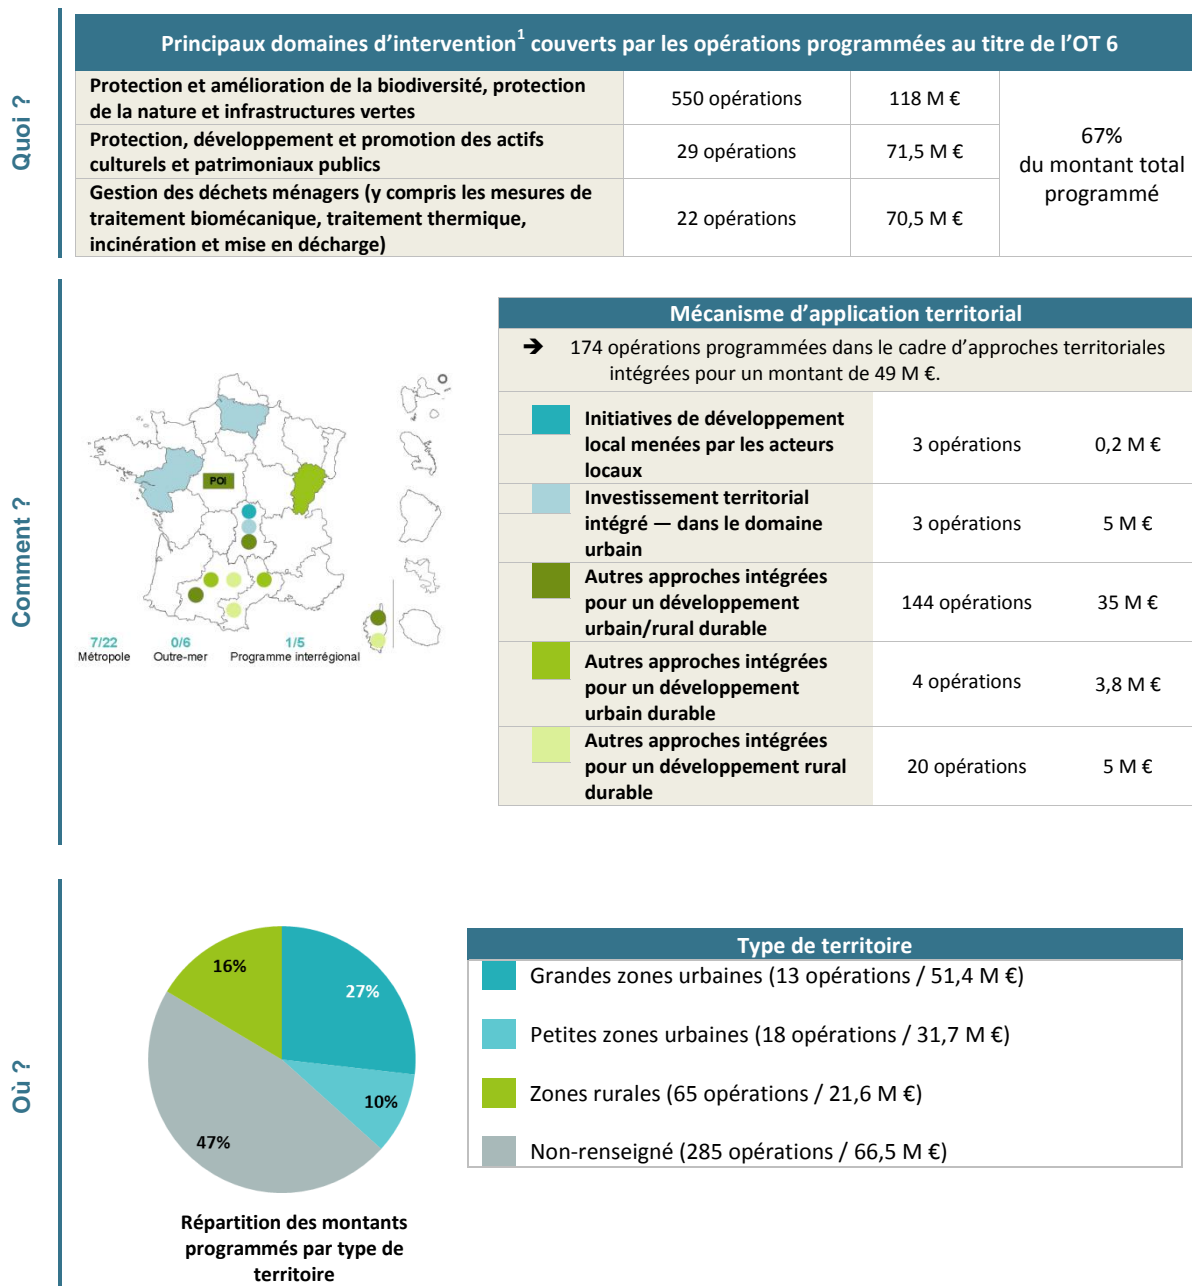 Quoi ?
Principaux domaines d’intervention1 couverts par les opérations programmées au titre de l’OT 6
Protection et amélioration de la biodiversité, protection
de la nature et infrastructures vertes
550 opérations
118 M €
Protection, développement et promotion des actifs
culturels et patrimoniaux publics
29 opérations
71,5 M €
Gestion des déchets ménagers (y compris les mesures de
traitement biomécanique, traitement thermique,
incinération et mise en décharge)
22 opérations
70,5 M €
67%
du montant total
programmé
Comment ?
POI
7/22
Métropole
0/6
Outre-mer
1/5
Programme interrégional
Mécanisme d’application territorial
➔ 174 opérations programmées dans le cadre d’approches territoriales
intégrées pour un montant de 49 M €.
Initiatives de développement
local menées par les acteurs
locaux
3 opérations
0,2 M €
Investissement territorial
intégré — dans le domaine
urbain
3 opérations
5 M €
Autres approches intégrées
pour un développement
urbain/rural durable
144 opérations
35 M €
Autres approches intégrées
pour un développement
urbain durable
4 opérations
3,8 M €
Autres approches intégrées
pour un développement rural
durable
20 opérations
5 M €
Où ?
16%
27%
10%
47%
Répartition des montants
programmés par type de
territoire
Type de territoire
Grandes zones urbaines (13 opérations / 51,4 M €)
Petites zones urbaines (18 opérations / 31,7 M €)
Zones rurales (65 opérations / 21,6 M €)
Non-renseigné (285 opérations / 66,5 M €)